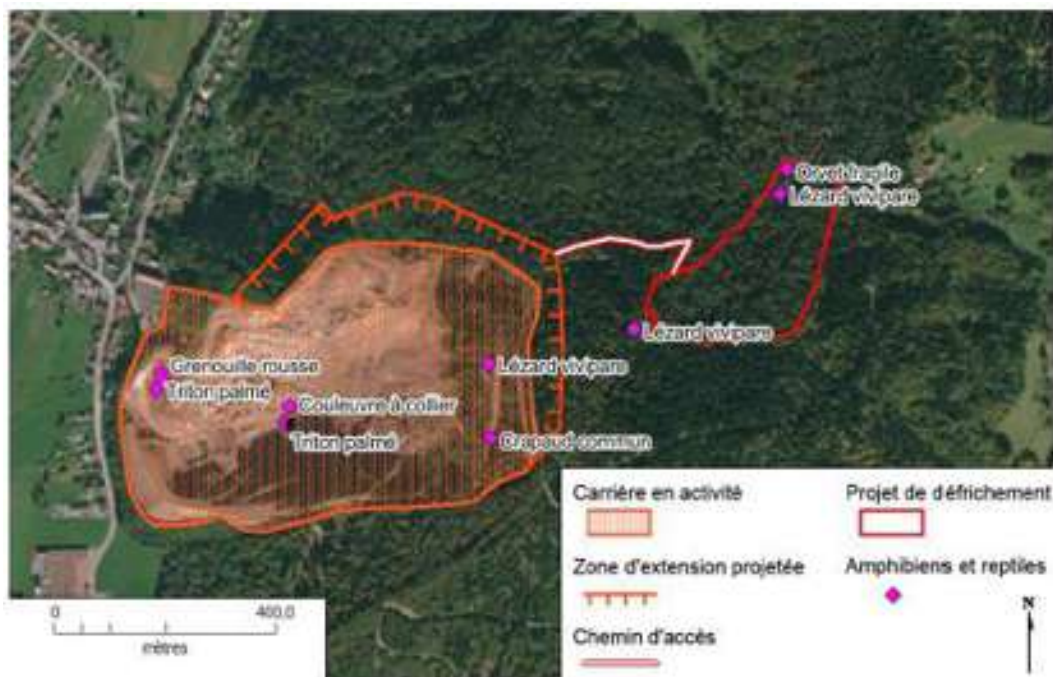 Orvet fragile
Lézard vivipare
Lézard vivipare
Grenouille rousse
Triton palmé
Lézard vivipare
Couleuvre à collier
Triton palmé
Crapaud commun
Carrière en activité
Projet de défrichement
Zone d'extension projetée
Amphibiens et reptiles
Chemin d'accès
N
0 400,0
mètres